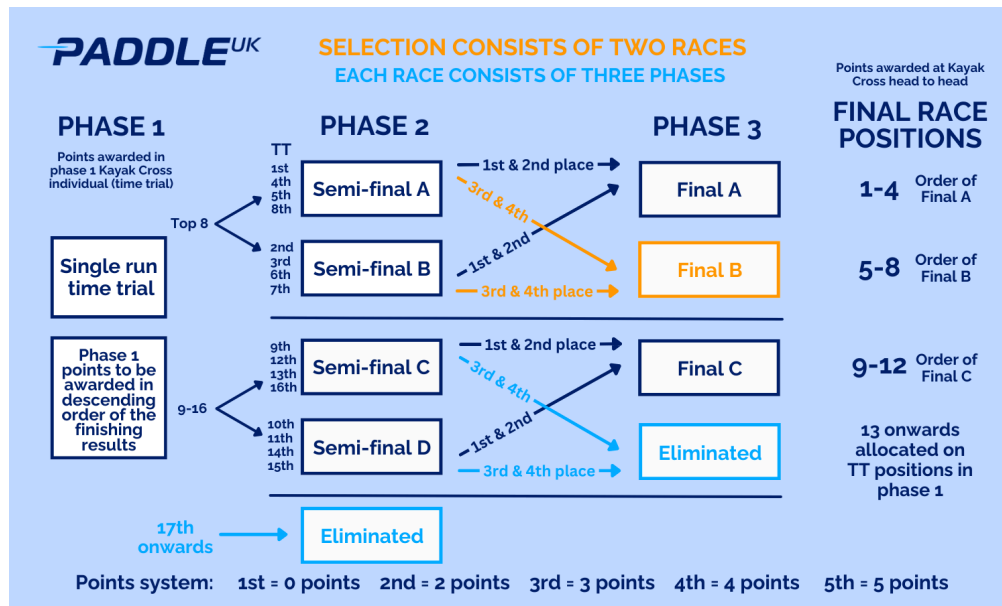 PADDLE UK
SELECTION CONSISTS OF TWO RACES
EACH RACE CONSISTS OF THREE PHASES
Points awarded at Kayak
Cross head to head
FINAL RACE
POSITIONS
PHASE 1
PHASE 2
PHASE 3
Points awarded in
phase 1 Kayak Cross
individual (time trial)
Top 8
Single run
time trial
Phase 1
points to be
awarded in
descending
order of the
finishing
results
9-16
TT
1st
4th
5th
8th
Semi-final A
1st & 2nd place
3rd & 4th
Final A
1-4
Order of
Final A
2nd
3rd
6th
7th
Semi-final B
1st & 2nd
3rd & 4th place
Final B
5-8
Order of
Final B
9th
12th
13th
16th
Semi-final C
1st & 2nd place
3rd & 4th
Final C
9-12
Order of
Final C
10th
11th
14th
15th
Semi-final D
1st & 2nd
3rd & 4th place
Eliminated
13 onwards
allocated on
TT positions in
phase 1
17th
onwards
Eliminated
Points system: 1st = 0 points 2nd = 2 points 3rd = 3 points 4th = 4 points 5th = 5 points